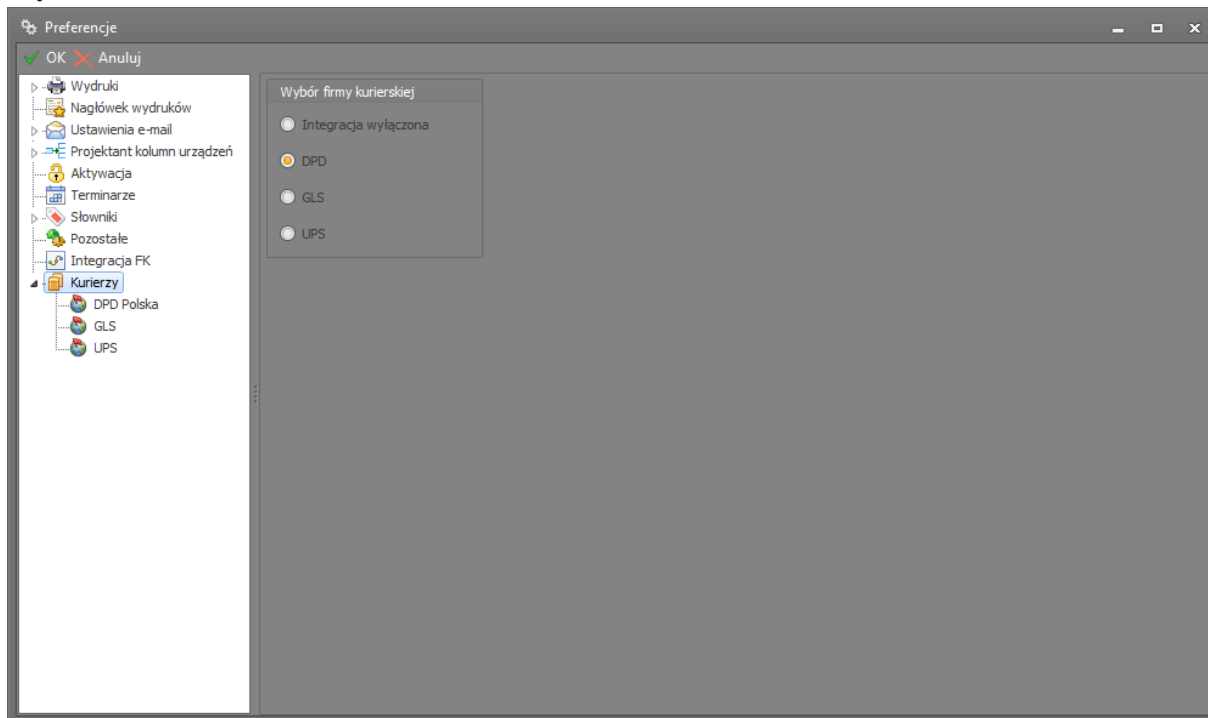 Preferencje
OK Anuluj
Wydruki
Nagłówek wydruków
Ustawienia e-mail
Projektant kolumn urządzeń
Aktywacja
Terminarze
Słowniki
Pozostałe
Integracja FK
Kurierzy
DPD Polska
GLS
UPS
Wybór firmy kurierskiej
Integracja wyłączona
DPD
GLS
UPS